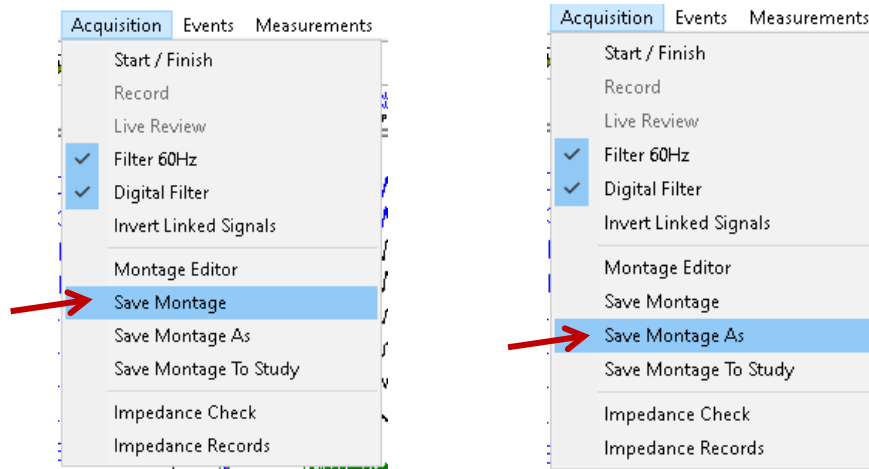 Acquisition Events Measurements
Start / Finish
Record
Live Review
Filter 60Hz
Digital Filter
Invert Linked Signals
Montage Editor
Save Montage
Save Montage As
Save Montage To Study
Impedance Check
Impedance Records
Acquisition Events Measurements
Start / Finish
Record
Live Review
Filter 60Hz
Digital Filter
Invert Linked Signals
Montage Editor
Save Montage
Save Montage As
Save Montage To Study
Impedance Check
Impedance Records